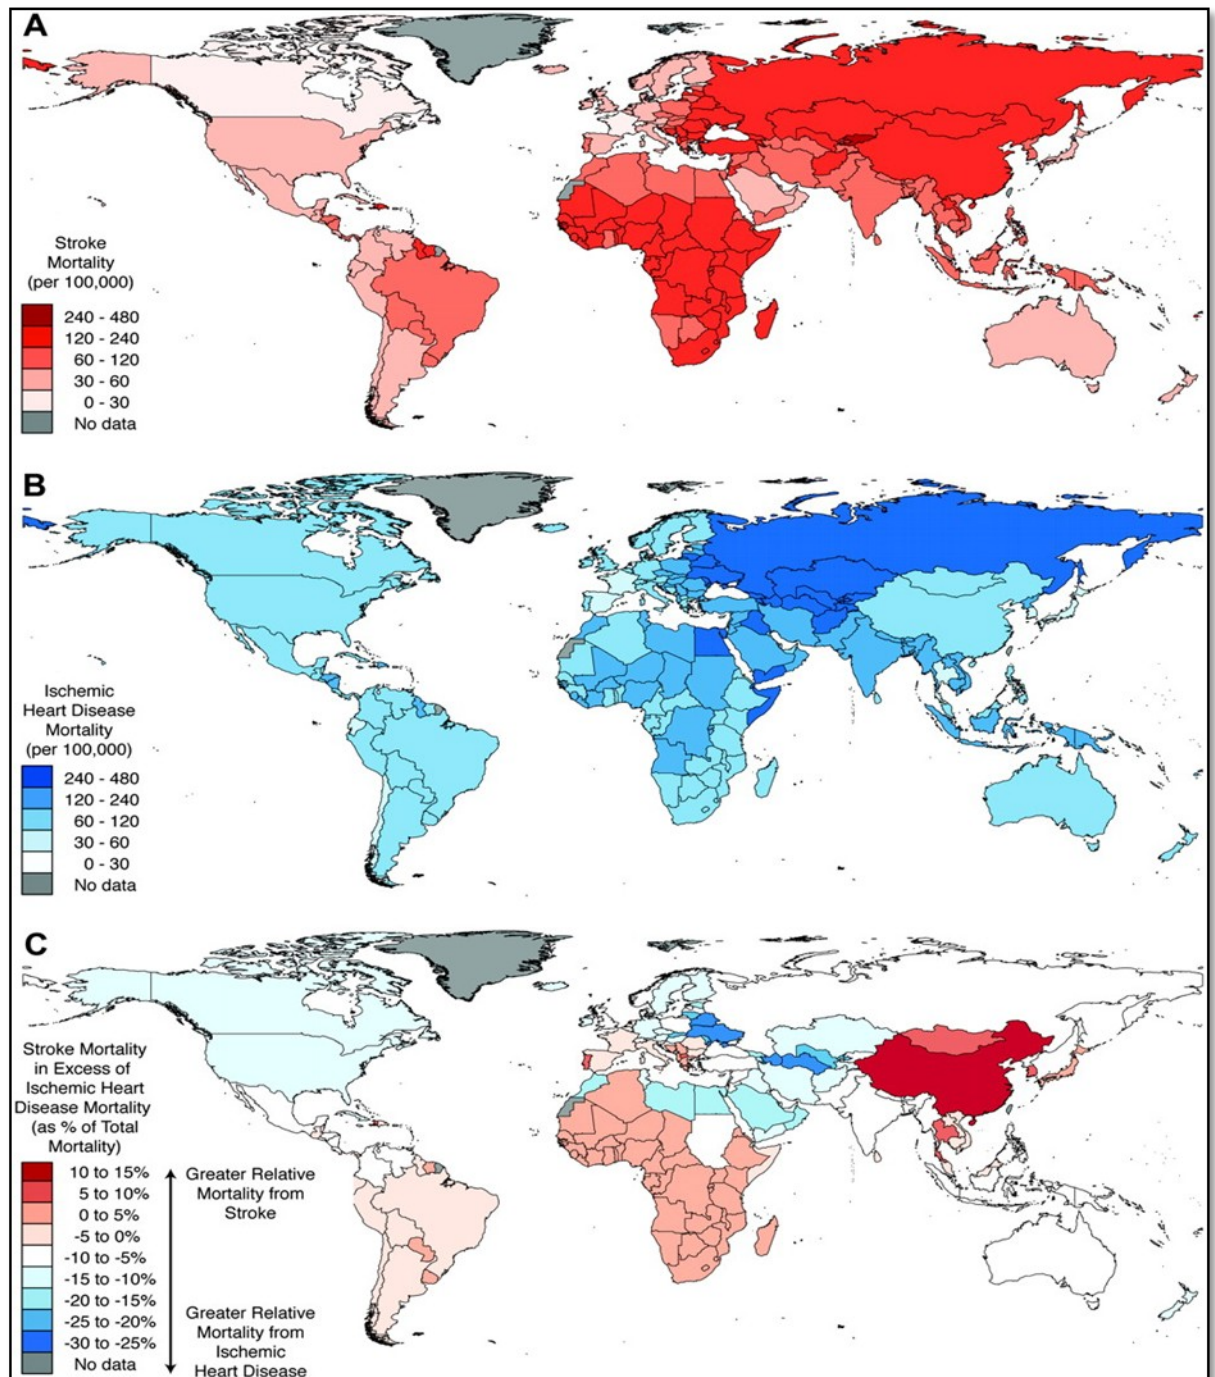 A
Stroke
Mortality
(per 100,000)
240 - 480
120 - 240
60 - 120
30 - 60
0 - 30
No data
B
Ischemic
Heart Disease
Mortality
(per 100,000)
240 - 480
120 - 240
60 - 120
30 - 60
0 - 30
No data
C
Stroke Mortality
in Excess of
Ischemic Heart
Disease Mortality
(as % of Total
Mortality)
10 to 15%
5 to 10%
0 to 5%
-5 to 0%
-10 to -5%
-15 to -10%
-20 to -15%
-25 to -20%
-30 to -25%
No data
Greater Relative
Mortality from
Stroke
Greater Relative
Mortality from
Ischemic
Heart Disease